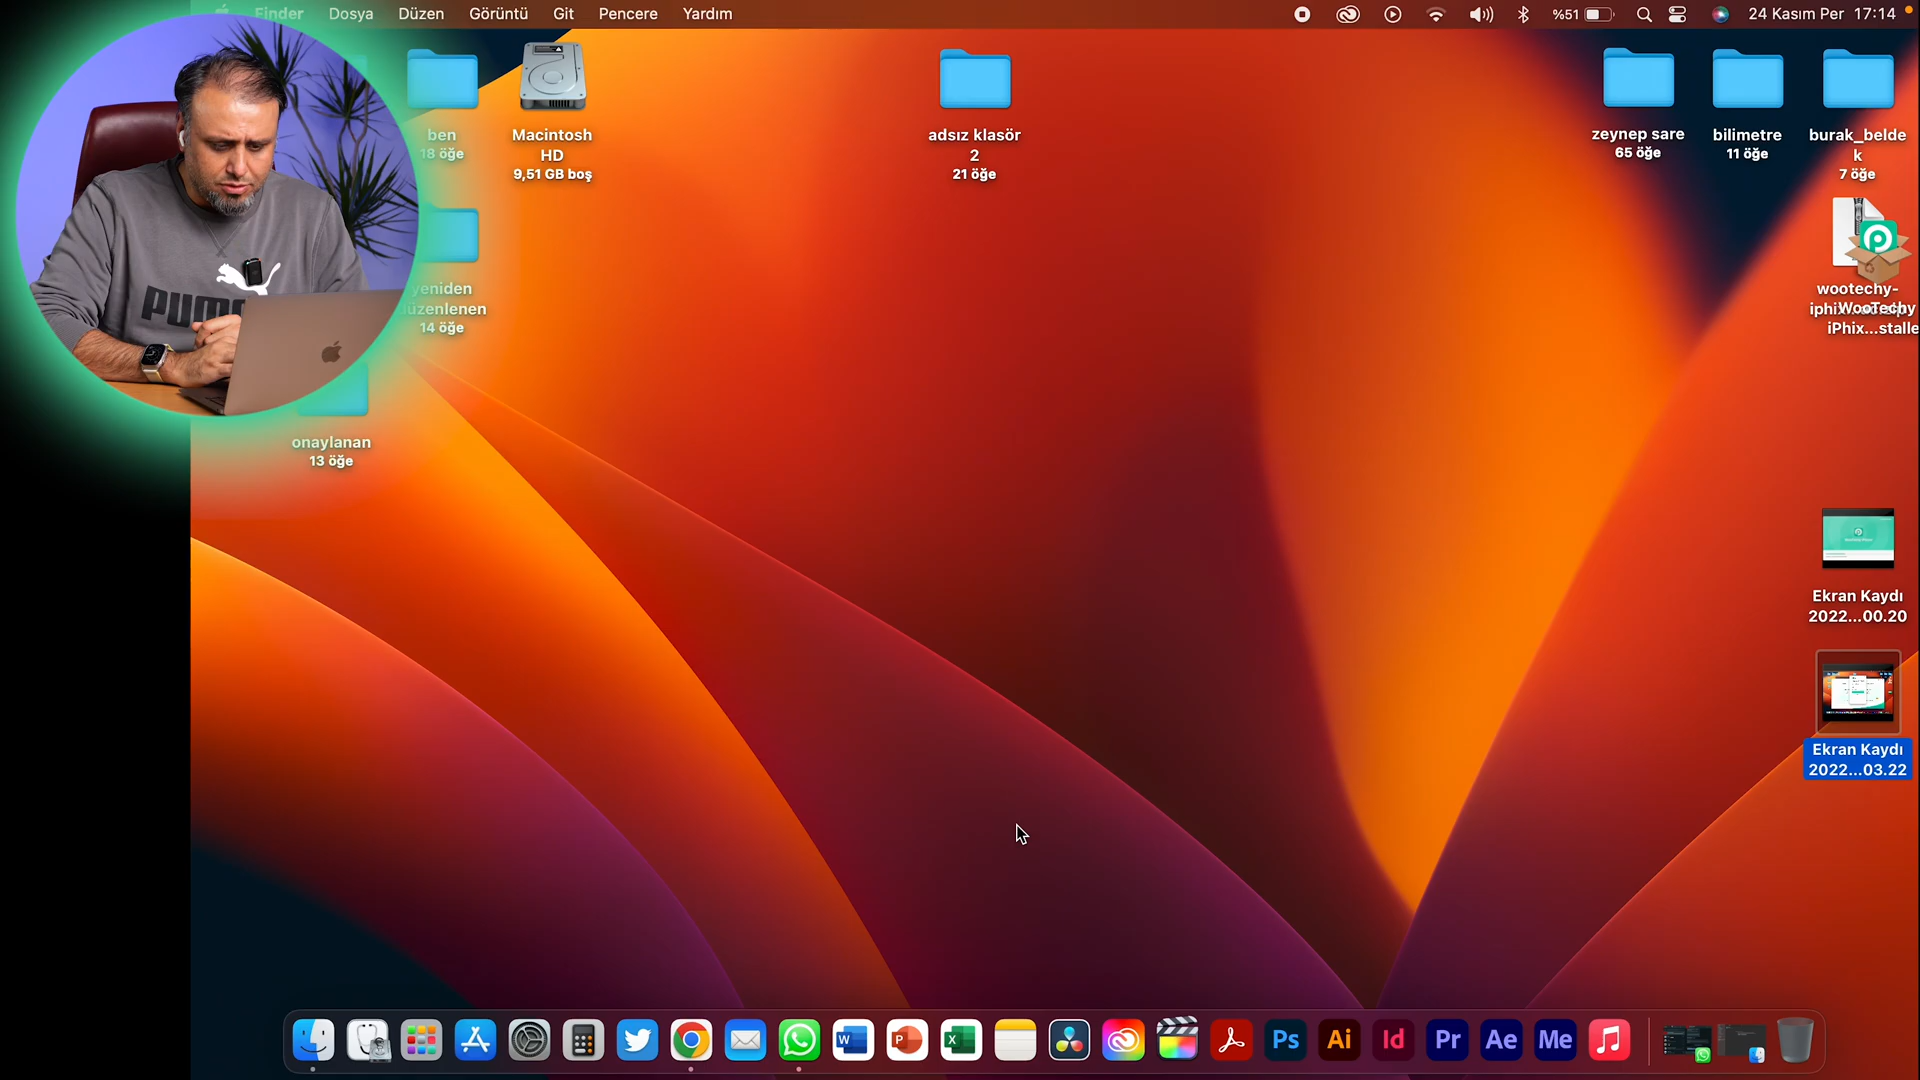 Finder Dosya Düzen Görüntü Git Pencere Yardım
%51 24 Kasım Per 17:14
ben
18 öğe
Macintosh
HD
9,51 GB boş
adsız klasör
2
21 öğe
zeynep sare
65 öğe
bilimetre
11 öğe
burak_belde
k
7 öğe
yeniden
düzenlenen
14 öğe
wootechy-
WooTechy
iPhix...stalle
onaylanan
13 öğe
Ekran Kaydı
2022...00.20
Ekran Kaydı
2022...03.22
W
P
X
Ps
Ai
Id
Pr
Ae
Me